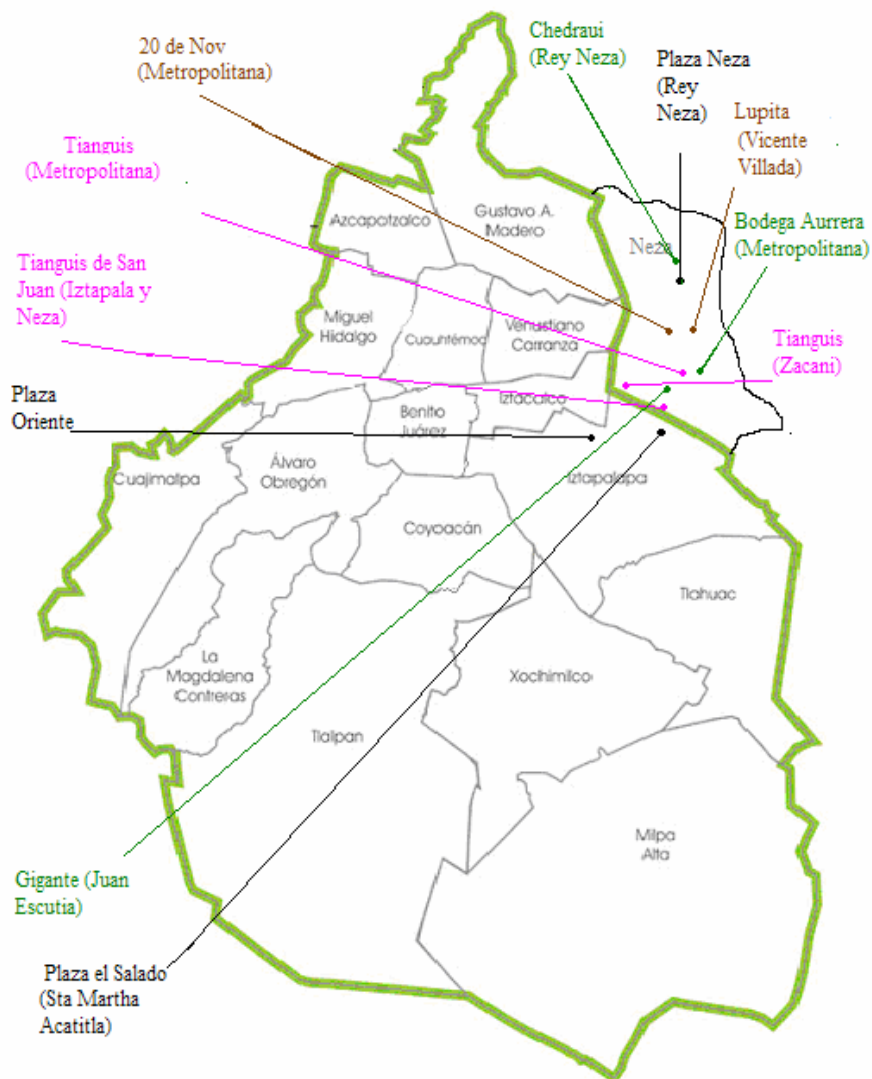 20 de Nov
(Metropolitana)
Chedraui
(Rey Neza)
Plaza Neza
(Rey
Neza)
Lupita
(Vicente
Villada)
Tianguis
(Metropolitana)
Azcapotzalco
Gustavo A.
Madero
Neza
Bodega Aurrera
(Metropolitana)
Tianguis de San
Juan (Iztapala y
Neza)
Miguel
Hidalgo
Cuauhtémoc
Venustiano
Carranza
Tianguis
(Zacani)
Plaza
Oriente
Benito
Juárez
Iztacalco
Cuajimalpa
Álvaro
Obregón
Iztapalapa
Coyoacán
Tlahuac
La
Magdalena
Contreras
Xochimilco
Tlalpan
Milpa
Alta
Gigante (Juan
Escutia)
Plaza el Salado
(Sta Martha
Acatitla)